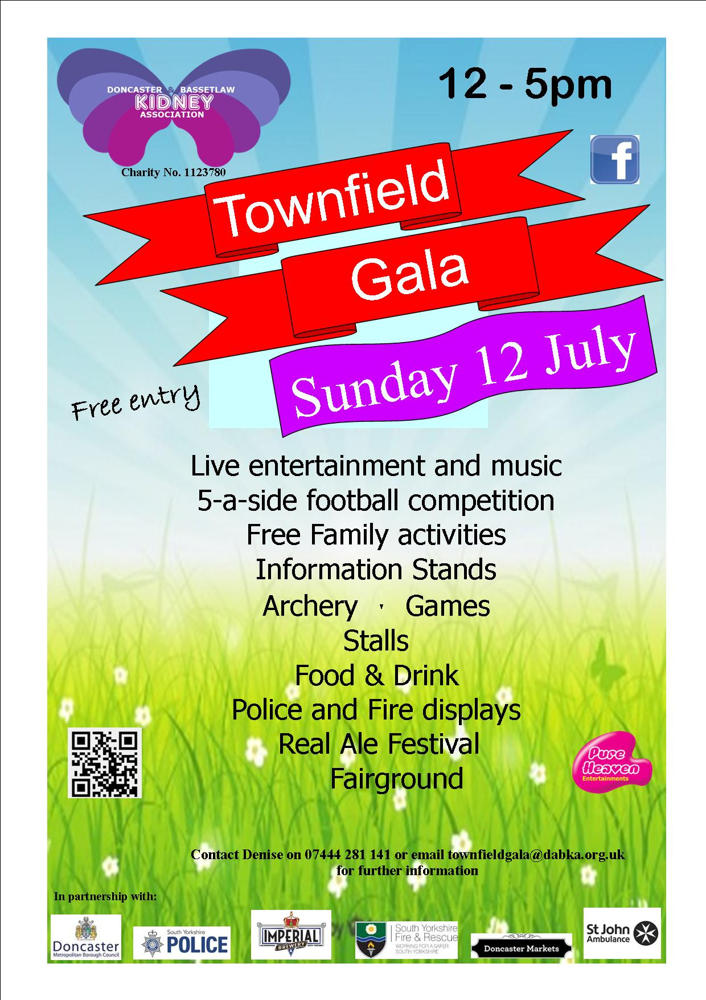 DONCASTER & BASSETLAW
KIDNEY
ASSOCIATION
Charity No. 1123780
12 - 5pm
f
Townfield
Gala
Sunday 12 July
Free entry
Live entertainment and music
5-a-side football competition
Free Family activities
Information Stands
Archery · Games
Stalls
Food & Drink
Police and Fire displays
Real Ale Festival
Fairground
Pure
Heaven
Entertainments
Contact Denise on 07444 281 141 or email townfieldgala@dabka.org.uk
for further information
In partnership with:
Doncaster
Metropolitan Borough Council
South Yorkshire
POLICE
IMPERIAL
BREWERY
South Yorkshire
Fire & Rescue
WORKING FOR A SAFER
SOUTH YORKSHIRE
Doncaster Markets
St John
Ambulance